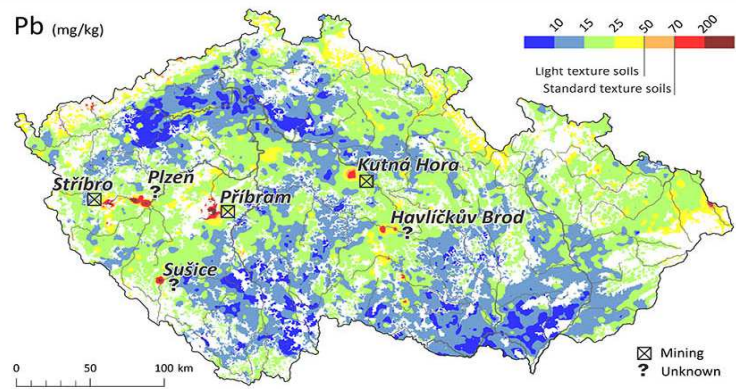 Pb (mg/kg)
10 15 25 50 70 200
Light texture soils
Standard texture soils
Kutná Hora
Stříbro
Plzeň
?
Příbram
Havlíčkův Brod
?
Sušice
?
Mining
? Unknown
0 50 100 km